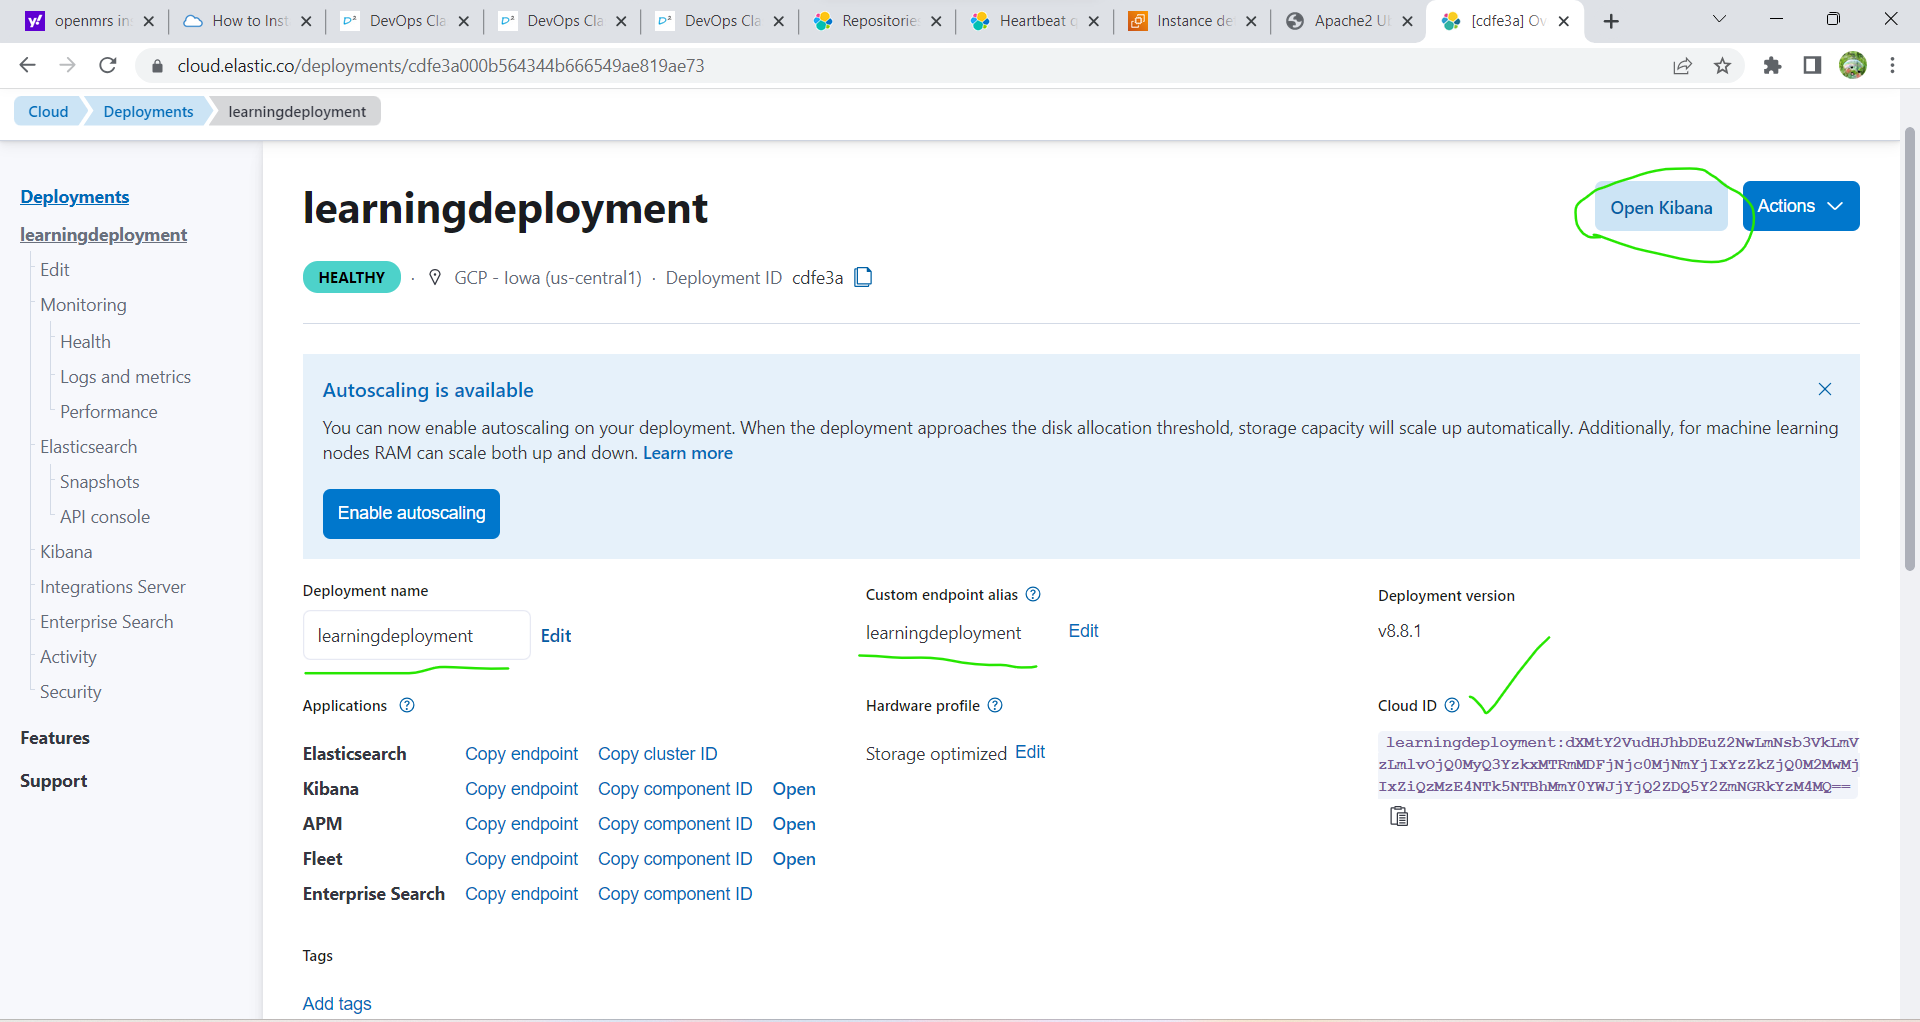 openmrs in
How to Inst
DevOps Cla
DevOps Cla
DevOps Cla
Repositories
Heartbeat q
Instance de
Apache2 Ub
[cdfe3a] Ov
cloud.elastic.co/deployments/cdfe3a000b564344b666549ae819ae73
Cloud
Deployments
learningdeployment
Deployments
learningdeployment
Edit
Monitoring
Health
Logs and metrics
Performance
Elasticsearch
Snapshots
API console
Kibana
Integrations Server
Enterprise Search
Activity
Security
Features
Support
learningdeployment
Open Kibana
Actions
HEALTHY · GCP - Iowa (us-central1) · Deployment ID cdfe3a
Autoscaling is available
You can now enable autoscaling on your deployment. When the deployment approaches the disk allocation threshold, storage capacity will scale up automatically. Additionally, for machine learning
nodes RAM can scale both up and down. Learn more
Enable autoscaling
Deployment name
learningdeployment Edit
Custom endpoint alias
learningdeployment Edit
Deployment version
v8.8.1
Applications
Elasticsearch Copy endpoint Copy cluster ID
Kibana Copy endpoint Copy component ID Open
APM Copy endpoint Copy component ID Open
Fleet Copy endpoint Copy component ID Open
Enterprise Search Copy endpoint Copy component ID
Hardware profile
Storage optimized Edit
Cloud ID
learningdeployment:dXMtY2VudHJhbDEuZ2NwLmNsb3VkLmV
zLmlvOjQ0MyQ3YzkxMTRmMDFjNjc0MjNmYjIxYzZkZjQ0M2MwMj
IxZiQzMzE4NTk5NTBhMmY0YWJjYjQ2ZDQ5Y2ZmNGRkYzM4MQ==
Tags
Add tags